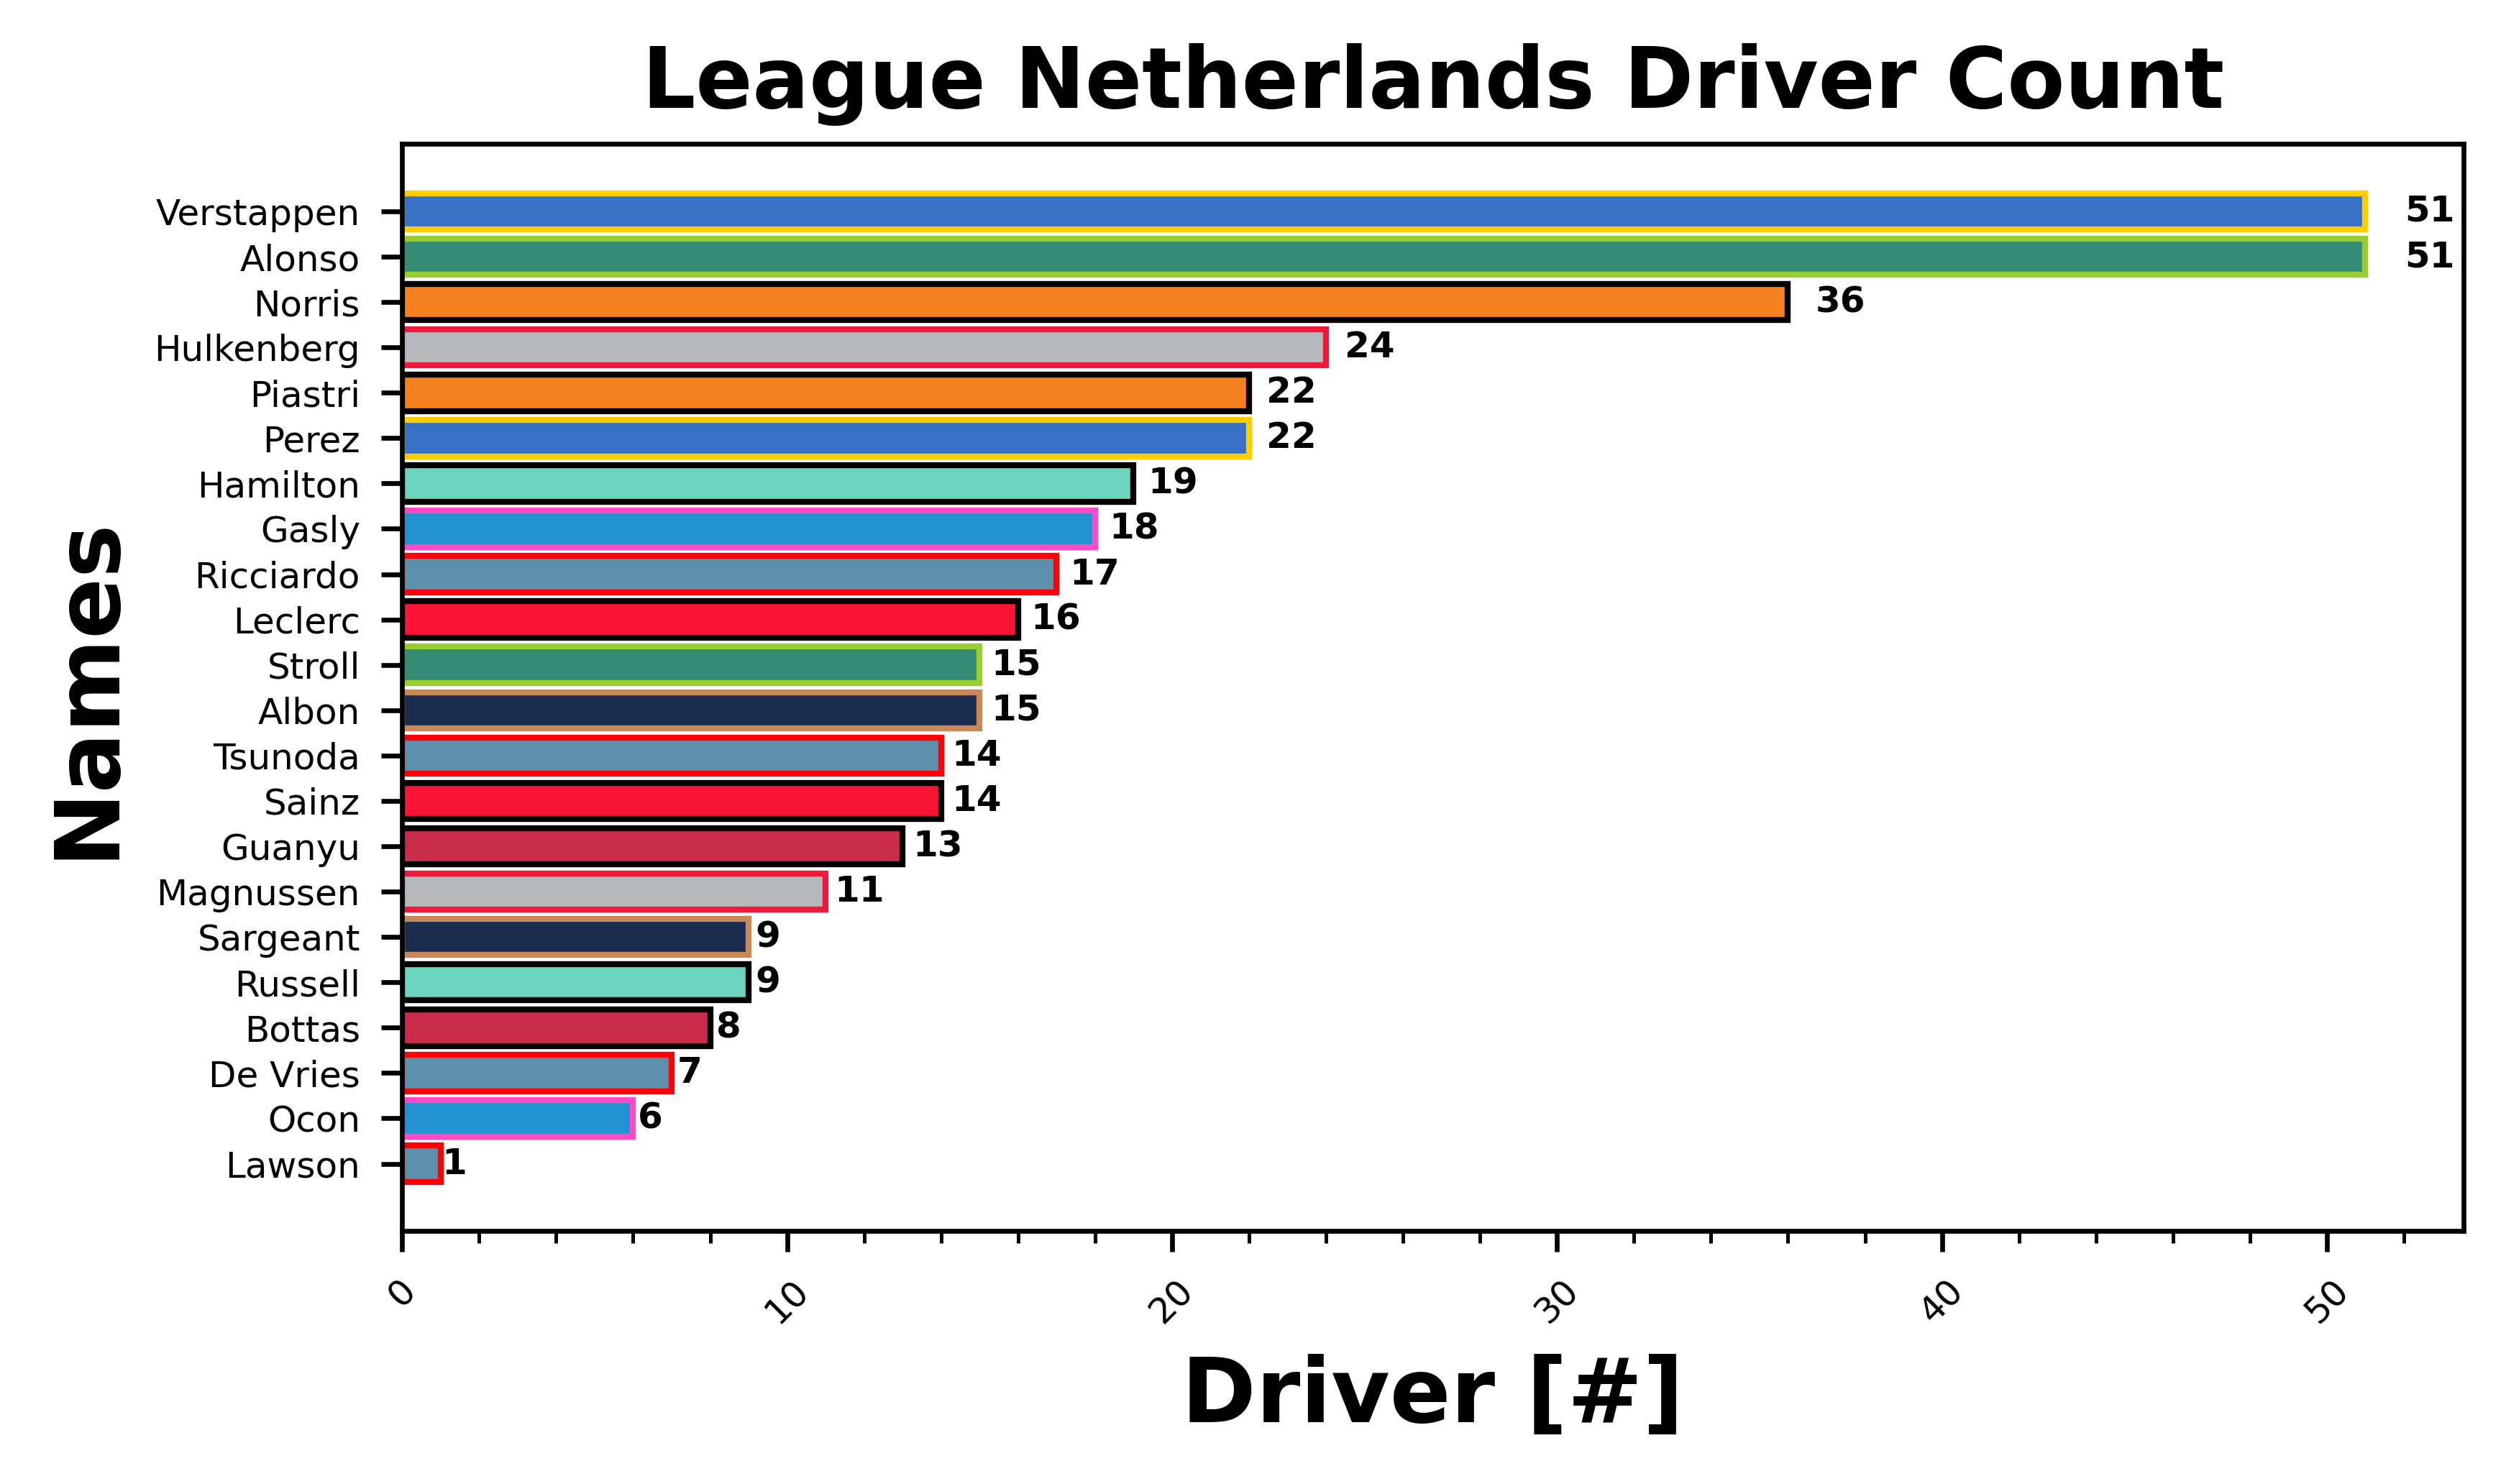 League Netherlands Driver Count
Names
Verstappen 51
Alonso 51
Norris 36
Hulkenberg 24
Piastri 22
Perez 22
Hamilton 19
Gasly 18
Ricciardo 17
Leclerc 16
Stroll 15
Albon 15
Tsunoda 14
Sainz 14
Guanyu 13
Magnussen 11
Sargeant 9
Russell 9
Bottas 8
De Vries 7
Ocon 6
Lawson 1
0 10 20 30 40 50
Driver [#]